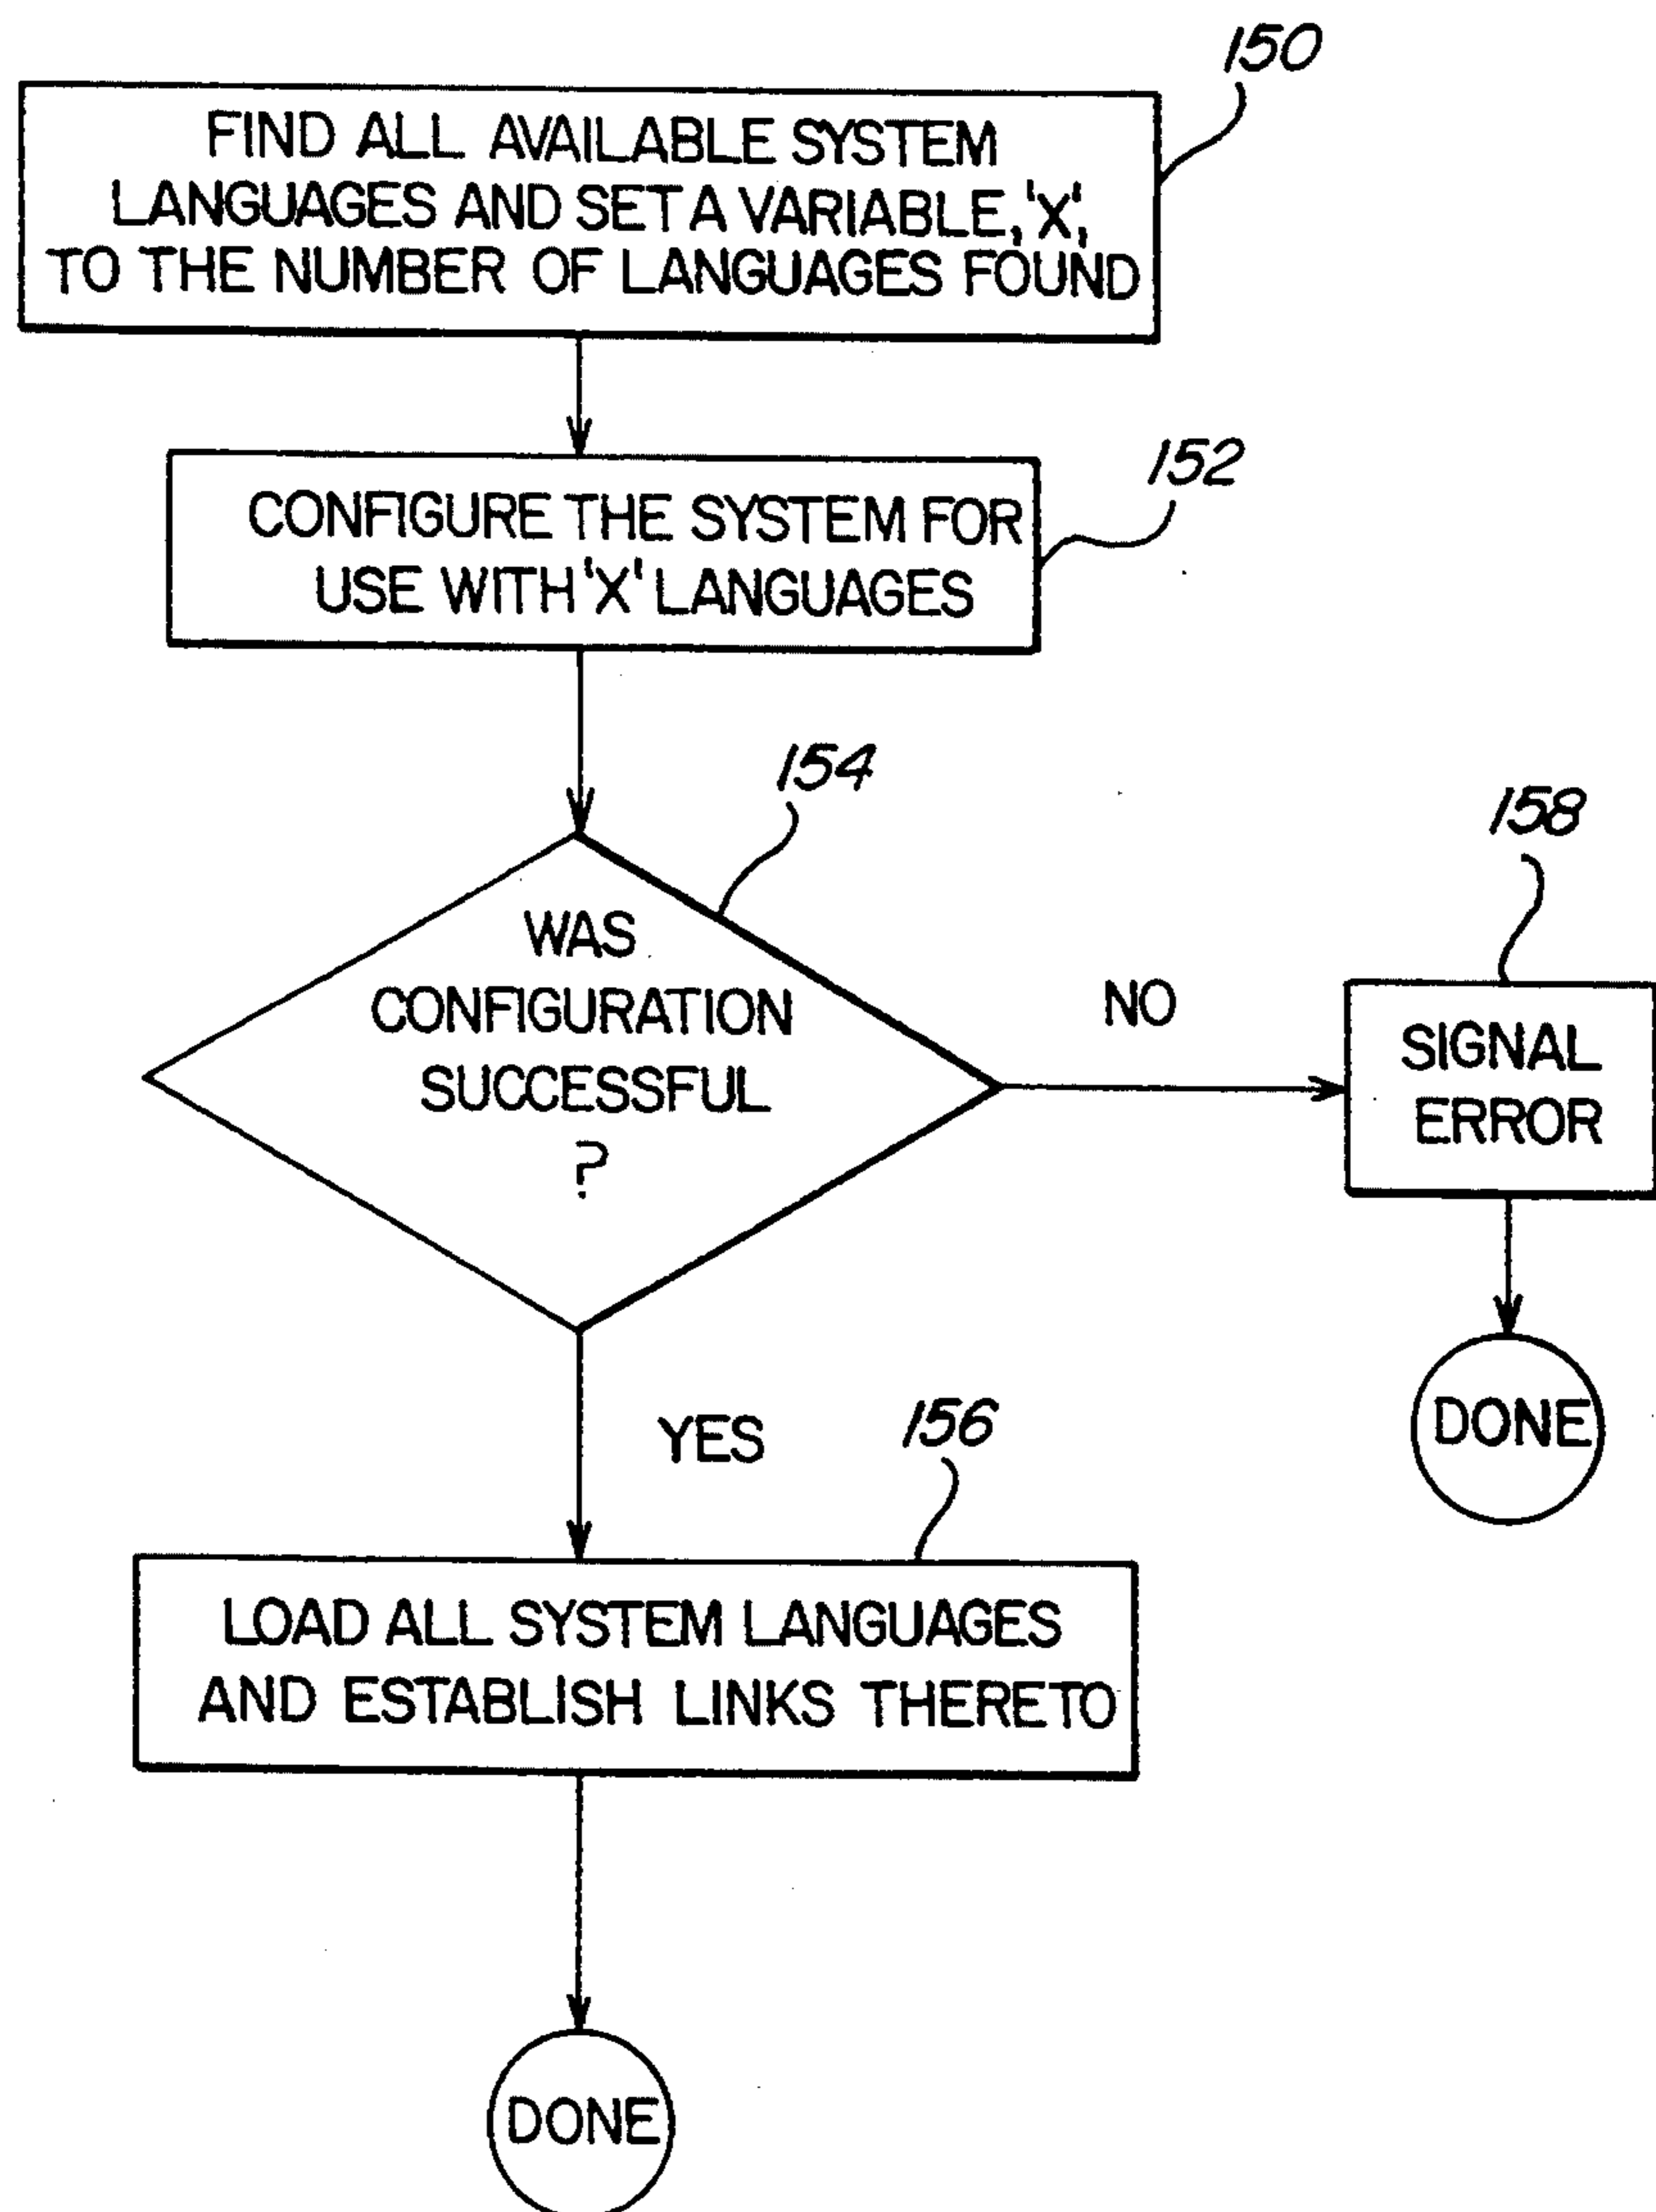 150
FIND ALL AVAILABLE SYSTEM
LANGUAGES AND SET A VARIABLE, 'X',
TO THE NUMBER OF LANGUAGES FOUND
152
CONFIGURE THE SYSTEM FOR
USE WITH 'X' LANGUAGES
154
WAS
CONFIGURATION
SUCCESSFUL
?
NO
158
SIGNAL
ERROR
DONE
YES
156
LOAD ALL SYSTEM LANGUAGES
AND ESTABLISH LINKS THERETO
DONE